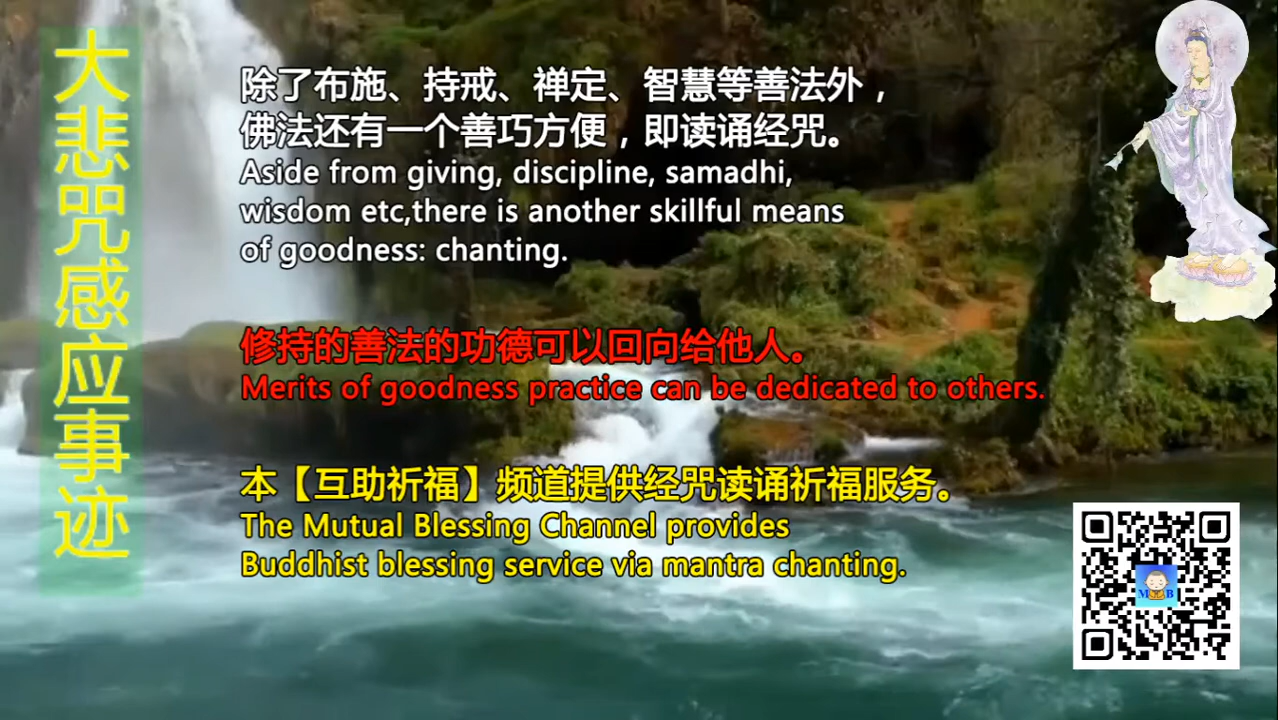 大悲咒感应事迹
除了布施、持戒、禅定、智慧等善法外，
佛法还有一个善巧方便，即读诵经咒。
Aside from giving, discipline, samadhi,
wisdom etc,there is another skillful means
of goodness: chanting.
修持的善法的功德可以回向给他人。
Merits of goodness practice can be dedicated to others.
本【互助祈福】频道提供经咒读诵祈福服务。
The Mutual Blessing Channel provides
Buddhist blessing service via mantra chanting.
M B